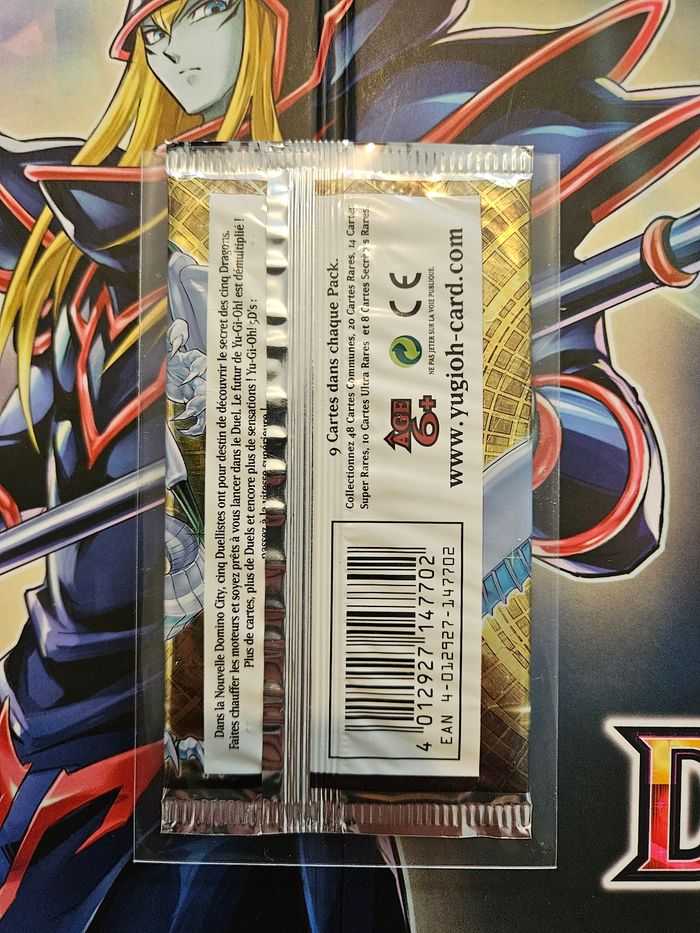 Dans la Nouvelle Domino City, cinq Duellistes ont pour destin de découvrir le secret des cinq Dragons.
Faites chauffer les moteurs et soyez prêts à vous lancer dans le Duel. Le futur de Yu-Gi-Oh! est démultiplié !
Plus de cartes, plus de Duels et encore plus de sensations ! Yu-Gi-Oh! 5D's :
passez à la vitesse supérieure !
9 Cartes dans chaque Pack.
Collectionnez 48 Cartes Communes, 20 Cartes Rares, 14 Cartes
Super Rares, 10 Cartes Ultra Rares et 8 Cartes Secrètes Rares.
ÂGE
6+
CE
NE PAS JETER SUR LA VOIE PUBLIQUE.
www.yugioh-card.com
4 012927 147702
EAN 4-012927-147702
D